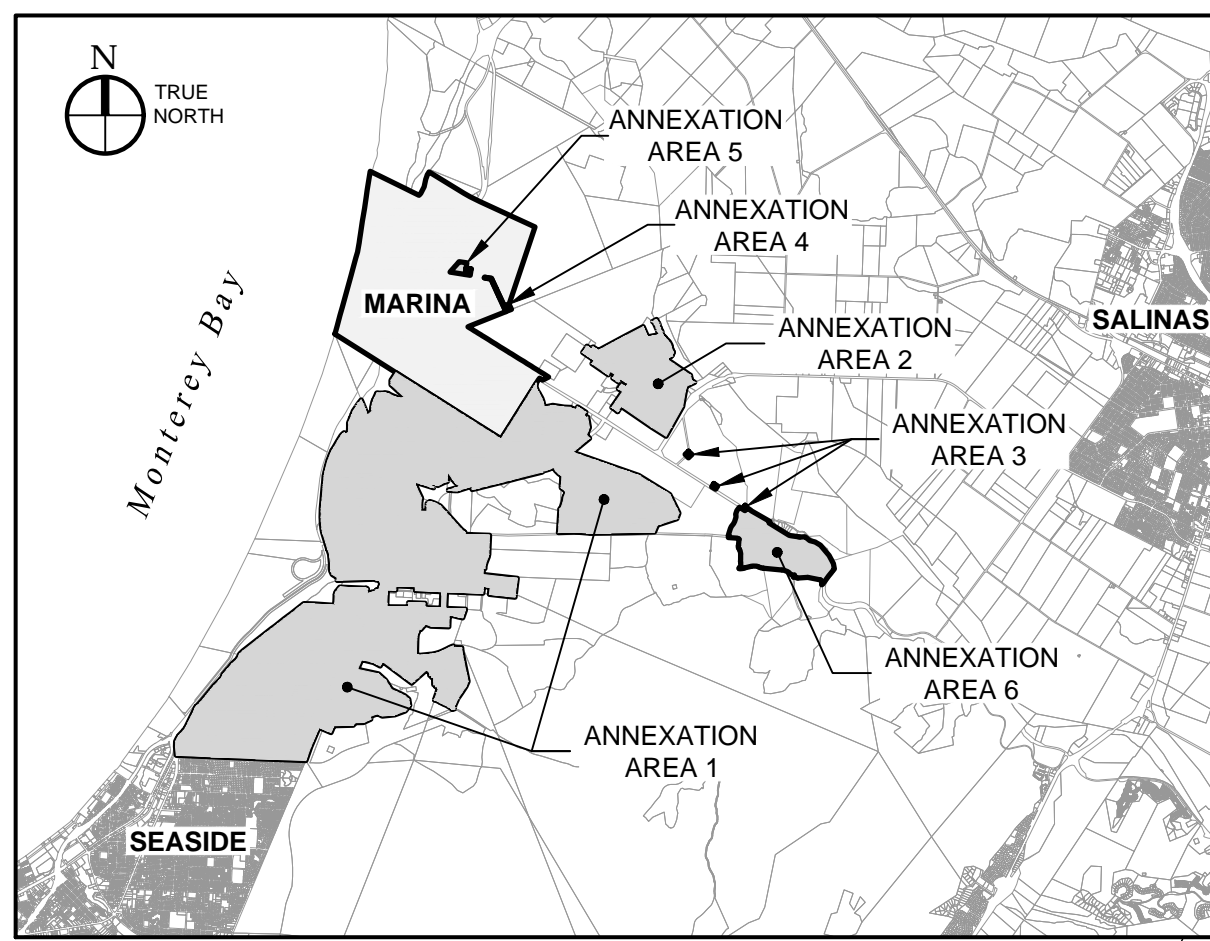 N
TRUE
NORTH
ANNEXATION
AREA 5
ANNEXATION
AREA 4
MARINA
SALINAS
ANNEXATION
AREA 2
Monterey Bay
ANNEXATION
AREA 3
ANNEXATION
AREA 6
ANNEXATION
AREA 1
SEASIDE